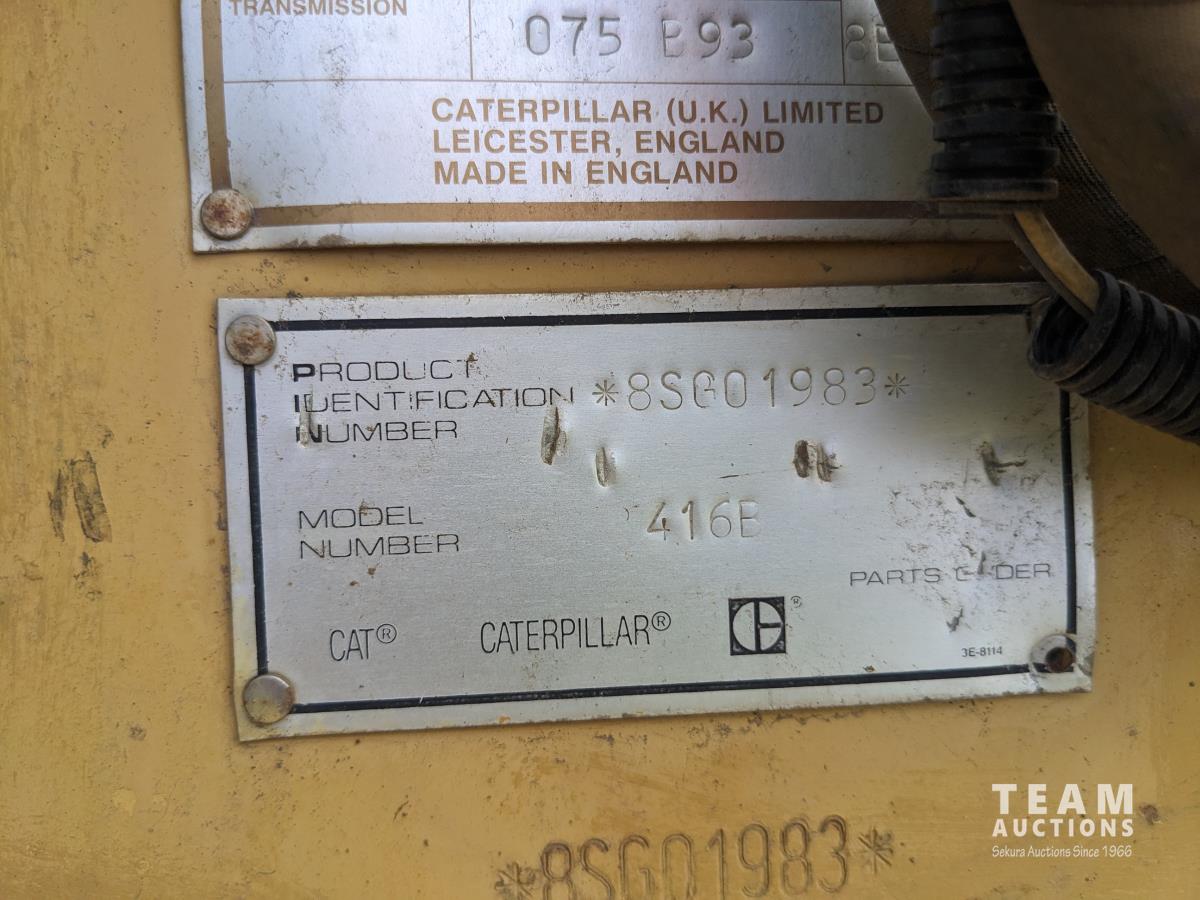 TRANSMISSION
075 B93
CATERPILLAR (U.K.) LIMITED
LEICESTER, ENGLAND
MADE IN ENGLAND
PRODUCT
IDENTIFICATION *8SG01983*
NUMBER
MODEL 416B
NUMBER
PARTS
CAT® CATERPILLAR® ®
3E-8114
TEAM
AUCTIONS
Sekura Auctions Since 1966
*8SG01983*